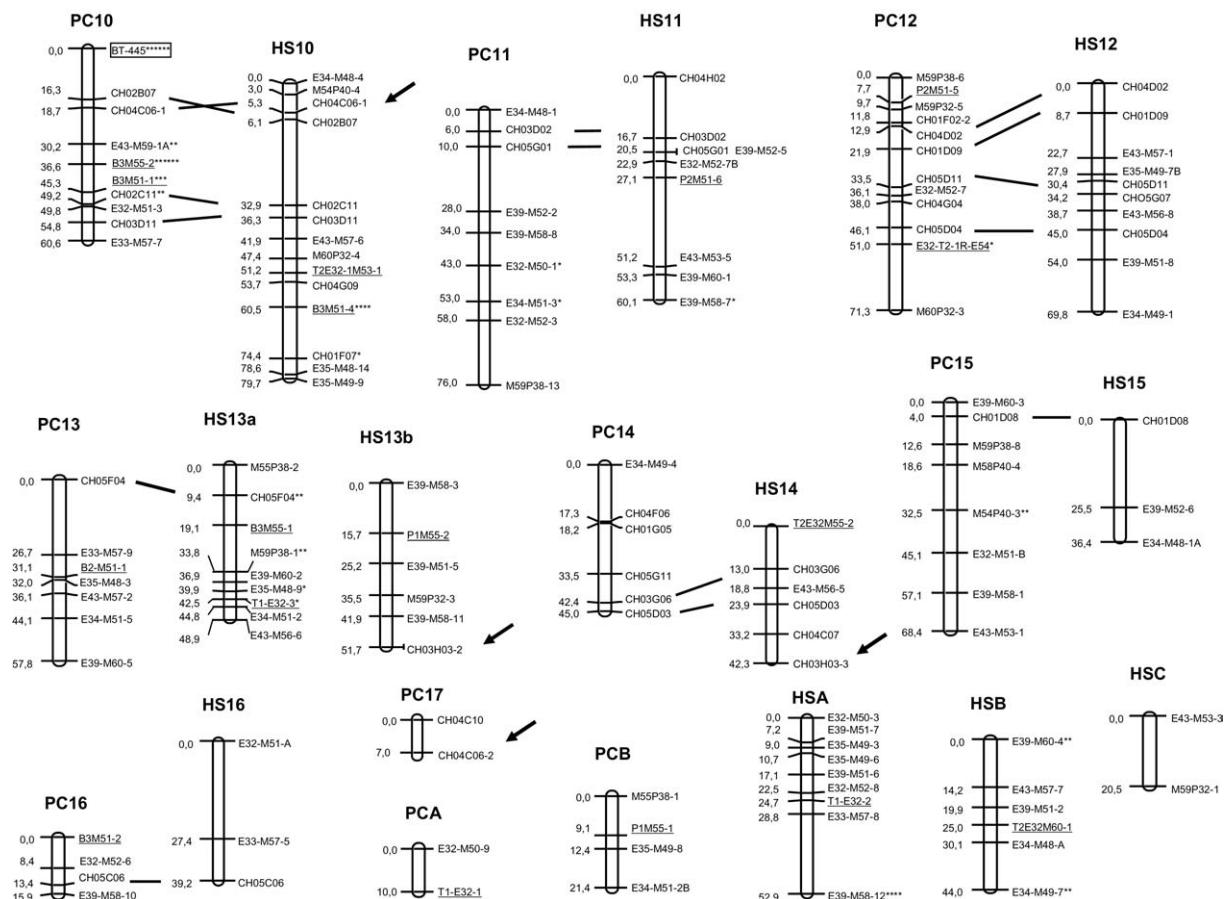 PC10
0,0 BT-445******
16,3 CH02B07
18,7 CH04C06-1
30,2 E43-M59-1A**
36,6 B3M55-2******
45,3 B3M51-1***
49,2 CH02C11**
49,8 E32-M51-3
54,8 CH03D11
60,6 E33-M57-7
HS10
0,0 E34-M48-4
3,0 M54P40-4
5,3 CH04C06-1
6,1 CH02B07
32,9 CH02C11
36,3 CH03D11
41,9 E43-M57-6
47,4 M60P32-4
51,2 T2E32-1M53-1
53,7 CH04G09
60,5 B3M51-4****
74,4 CH01F07*
78,6 E35-M48-14
79,7 E35-M49-9
PC11
0,0 E34-M48-1
6,0 CH03D02
10,0 CH05G01
28,0 E39-M52-2
34,0 E39-M58-8
43,0 E32-M50-1*
53,0 E34-M51-3*
58,0 E32-M52-3
76,0 M59P38-13
HS11
0,0 CH04H02
16,7 CH03D02
20,5 CH05G01 E39-M52-5
22,9 E32-M52-7B
27,1 P2M51-6
51,2 E43-M53-5
53,3 E39-M60-1
60,1 E39-M58-7*
PC12
0,0 M59P38-6
7,7 P2M51-5
9,7 M59P32-5
11,8 CH01F02-2
12,9 CH04D02
21,9 CH01D09
33,5 CH05D11
36,1 E32-M52-7
38,0 CH04G04
46,1 CH05D04
51,0 E32-T2-1R-E54*
71,3 M60P32-3
HS12
0,0 CH04D02
8,7 CH01D09
22,7 E43-M57-1
27,9 E35-M49-7B
30,4 CH05D11
34,2 CHO5G07
38,7 E43-M56-8
45,0 CH05D04
54,0 E39-M51-8
69,8 E34-M49-1
PC13
0,0 CH05F04
26,7 E33-M57-9
31,1 B2-M51-1
32,0 E35-M48-3
36,1 E43-M57-2
44,1 E34-M51-5
57,8 E39-M60-5
HS13a
0,0 M55P38-2
9,4 CH05F04**
19,1 B3M55-1
33,8 M59P38-1**
36,9 E39-M60-2
39,9 E35-M48-9*
42,5 T1-E32-3*
44,8 E34-M51-2
48,9 E43-M56-6
HS13b
0,0 E39-M58-3
15,7 P1M55-2
25,2 E39-M51-5
35,5 M59P32-3
41,9 E39-M58-11
51,7 CH03H03-2
PC14
0,0 E34-M49-4
17,3 CH04F06
18,2 CH01G05
33,5 CH05G11
42,4 CH03G06
45,0 CH05D03
HS14
0,0 T2E32M55-2
13,0 CH03G06
18,8 E43-M56-5
23,9 CH05D03
33,2 CH04C07
42,3 CH03H03-3
PC15
0,0 E39-M60-3
4,0 CH01D08
12,6 M59P38-8
18,6 M58P40-4
32,5 M54P40-3**
45,1 E32-M51-B
57,1 E39-M58-1
68,4 E43-M53-1
HS15
0,0 CH01D08
25,5 E39-M52-6
36,4 E34-M48-1A
PC16
0,0 B3M51-2
8,4 E32-M52-6
13,4 CH05C06
15,9 E39-M58-10
HS16
0,0 E32-M51-A
27,4 E33-M57-5
39,2 CH05C06
PC17
0,0 CH04C10
7,0 CH04C06-2
PCA
0,0 E32-M50-9
10,0 T1-E32-1
PCB
0,0 M55P38-1
9,1 P1M55-1
12,4 E35-M49-8
21,4 E34-M51-2B
HSA
0,0 E32-M50-3
7,2 E39-M51-7
9,0 E35-M49-3
10,7 E35-M49-6
17,1 E39-M51-6
22,5 E32-M52-8
24,7 T1-E32-2
28,8 E33-M57-8
52,9 E39-M58-12****
HSB
0,0 E39-M60-4**
14,2 E43-M57-7
19,9 E39-M51-2
25,0 T2E32M60-1
30,1 E34-M48-A
44,0 E34-M49-7**
HSC
0,0 E43-M53-3
20,5 M59P32-1